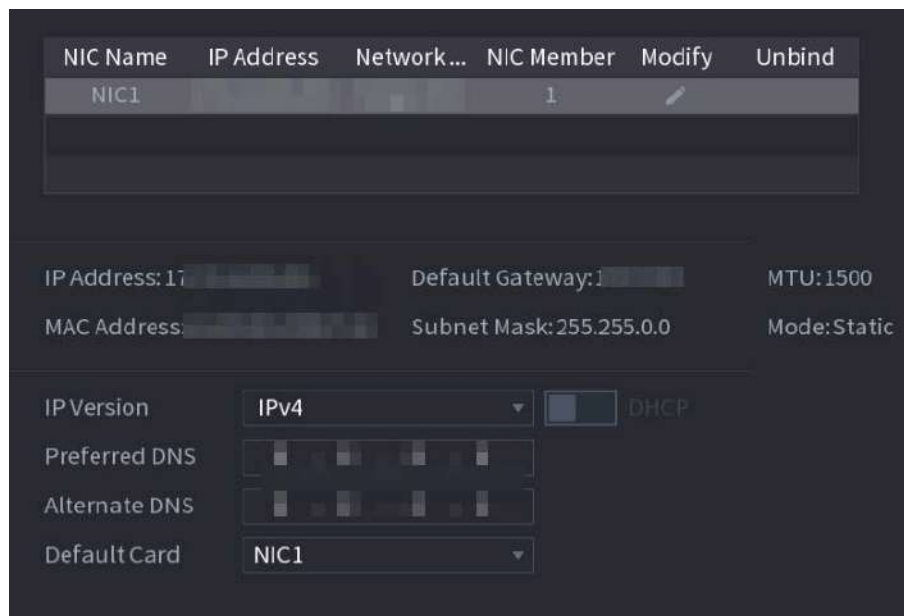 NIC Name IP Address Network... NIC Member Modify Unbind
NIC1 1
IP Address: 17 Default Gateway:1 MTU:1500
MAC Address: Subnet Mask:255.255.0.0 Mode:Static
IP Version IPv4 DHCP
Preferred DNS
Alternate DNS
Default Card NIC1